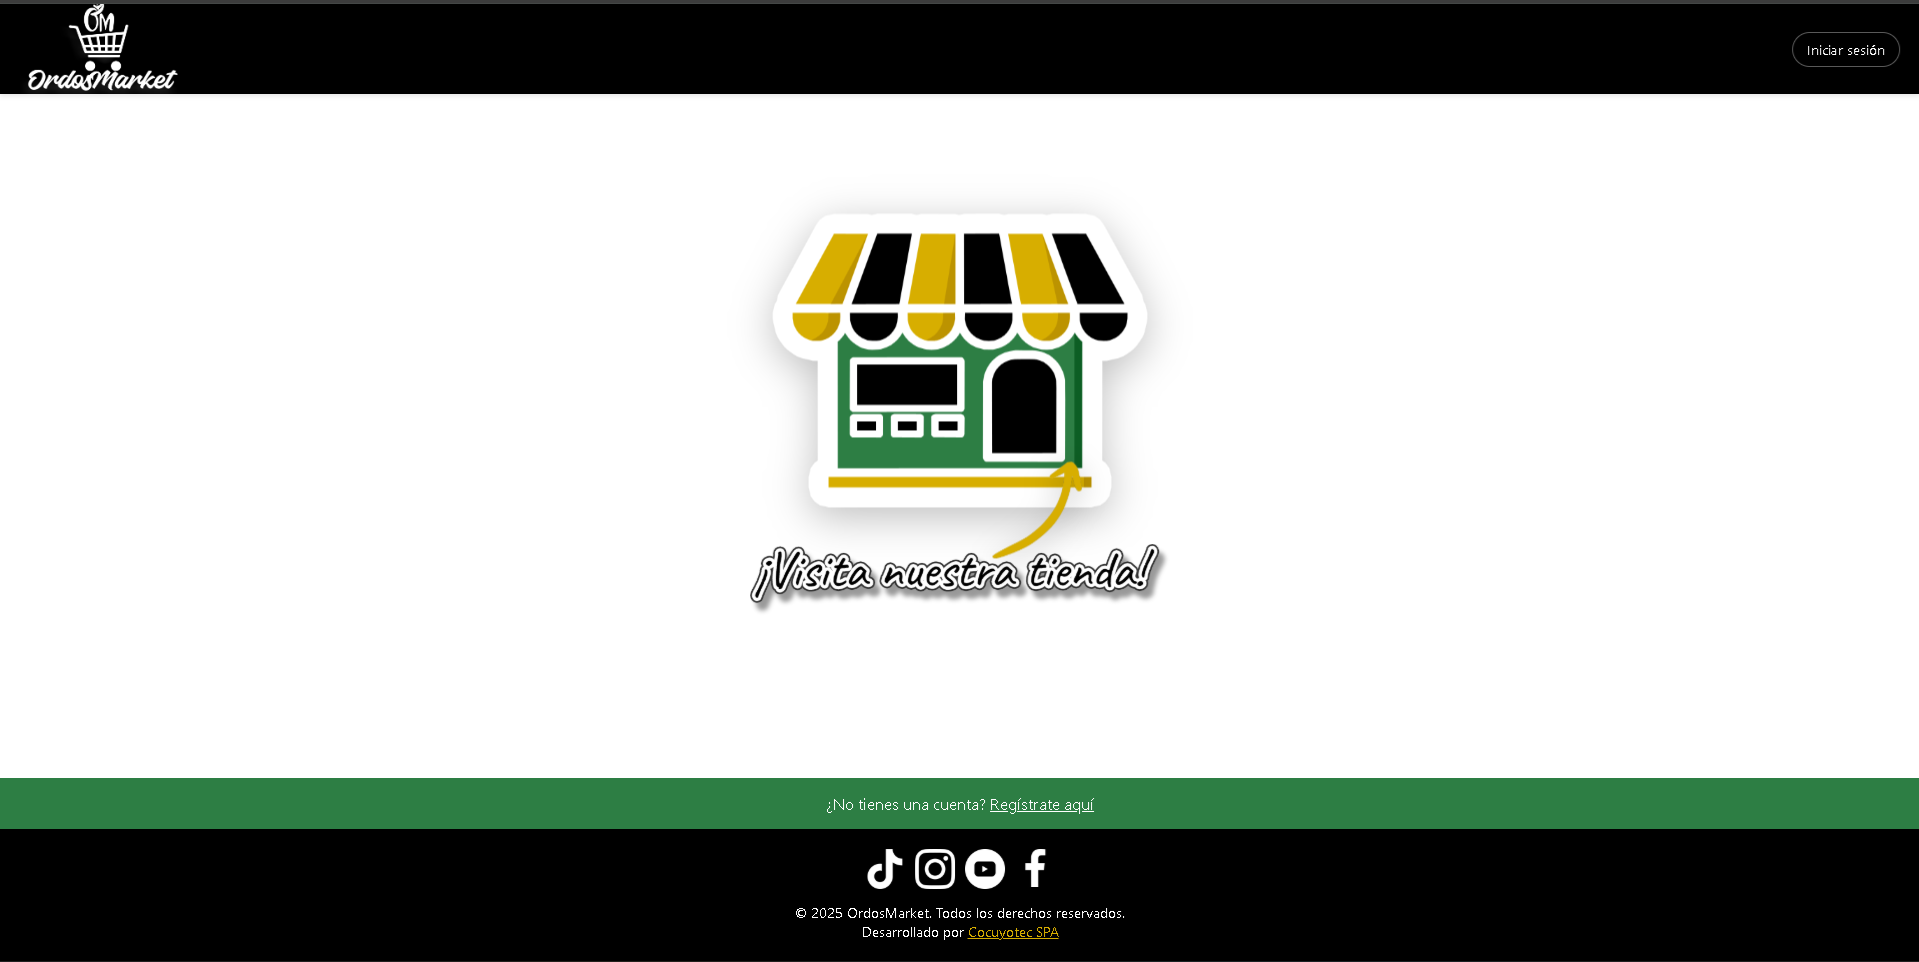 OM
OrdosMarket
Iniciar sesión
¡Visita nuestra tienda!
¿No tienes una cuenta? Regístrate aquí
© 2025 OrdosMarket. Todos los derechos reservados.
Desarrollado por Cocuyotec SPA